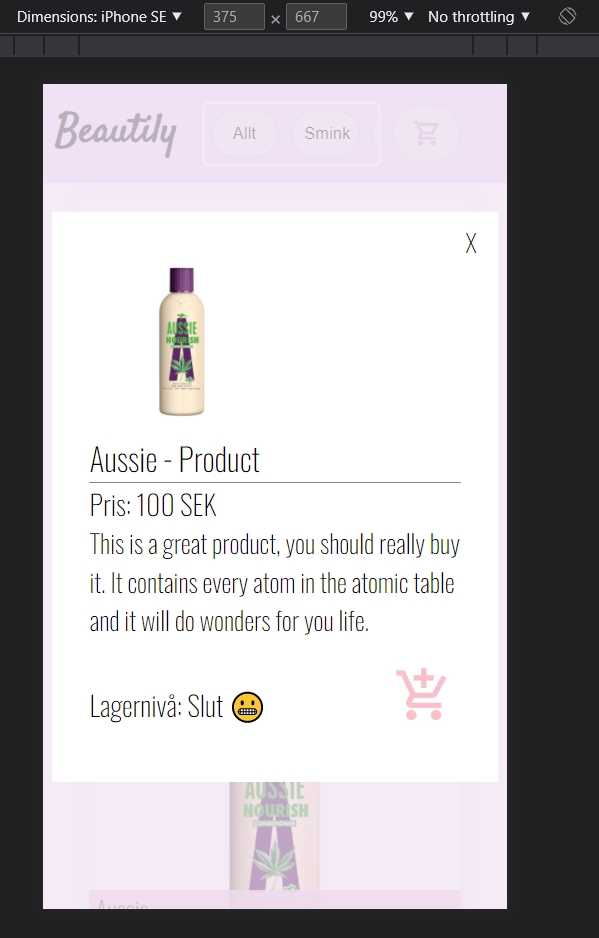 Dimensions: iPhone SE ▼ 375 × 667 99% ▼ No throttling ▼
Beautily Allt Smink
X
AUSSIE
NOURISH
Aussie - Product
Pris: 100 SEK
This is a great product, you should really buy
it. It contains every atom in the atomic table
and it will do wonders for you life.
Lagernivå: Slut 😬
AUSSIE
NOURISH
CONDITIONER
Aussie